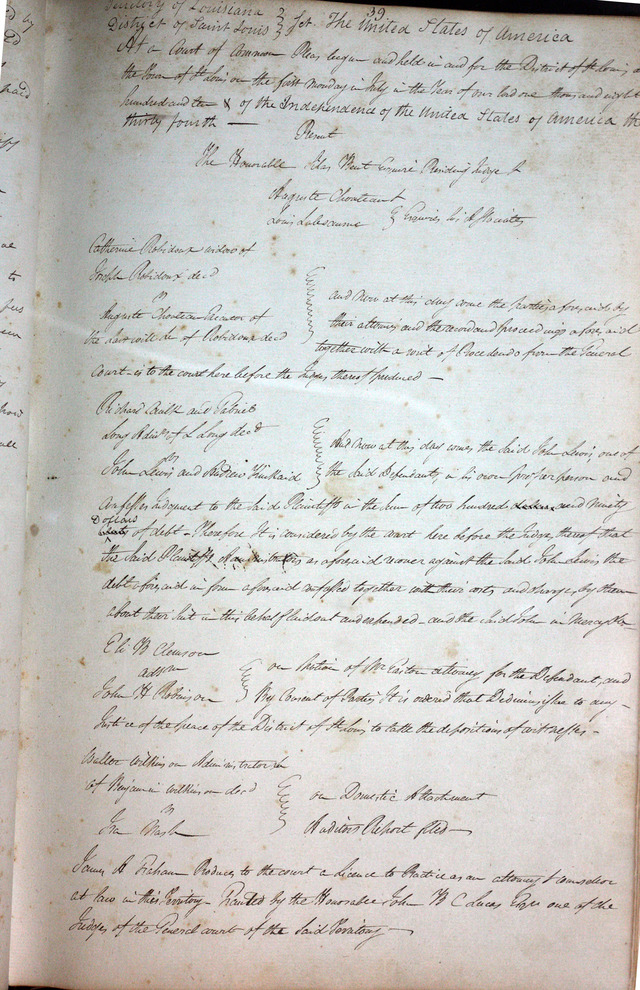 39
Territory of Louisiana
District of Saint Louis } Sct. The United States of America
At a Court of Common Pleas began and held in and for the District of St Louis
the Town of St Louis on the first Monday in July in the Year of our Lord one thousand and eight
hundred and ten & of the Independence of the United States of America the
thirty fourth —
Present
The Honorable Silas Bent Esquire Presiding Judge &
Auguste Chouteau &
Louis Labeaume } Esquires his Associates
Catherine Robidoux widow of
Joseph Robidoux decd
vs
Auguste Chouteau Executor of
the last will &c of Robidoux decd
And now at this day come the parties aforesaid by
their attornies and the record and proceedings aforesaid
together with a writ of Procedendo from the General
Court is to the court here before the Judges thereof produced —
Richard Caulk and Gabriel
Long Admrs of L Long decd
vs
John Lewis and Andrew Kinkaid
And now at this day comes the said John Lewis one of
the said Defendants in his own proper person and
Confesses Judgment to the said Plaintiffs in the sum of two hundred and Ninety
Dollars
of debt – Therefore It is considered by the court here before the Judges thereof that
the said Plaintiffs, as aforesaid recover against the said John Lewis the
debt aforesaid in form aforesaid confessed together with their costs and charges by them
about their suit in this behalf laid out and expended – and the said John in Mercy &c
Eli B Clemson
adsm
John H Robinson
on Motion of Mr Easton attorney for the Defendant, and
By Consent of Parties It is ordered that Dedimus issue to any
Justice of the peace of the District of St Louis to take the depositions of witnesses –
Walter Wilkinson Administrator
of Benjamin Wilkinson decd
vs
Ira Nash
on Domestic Attachment
Auditors Report filed —
James A Graham Produces to the court a Licence to Practice as an attorney & counsellor
at law in this Territory – Granted by the Honorable John B C Lucas Esqr one of the
Judges of the General court of the said Territory —